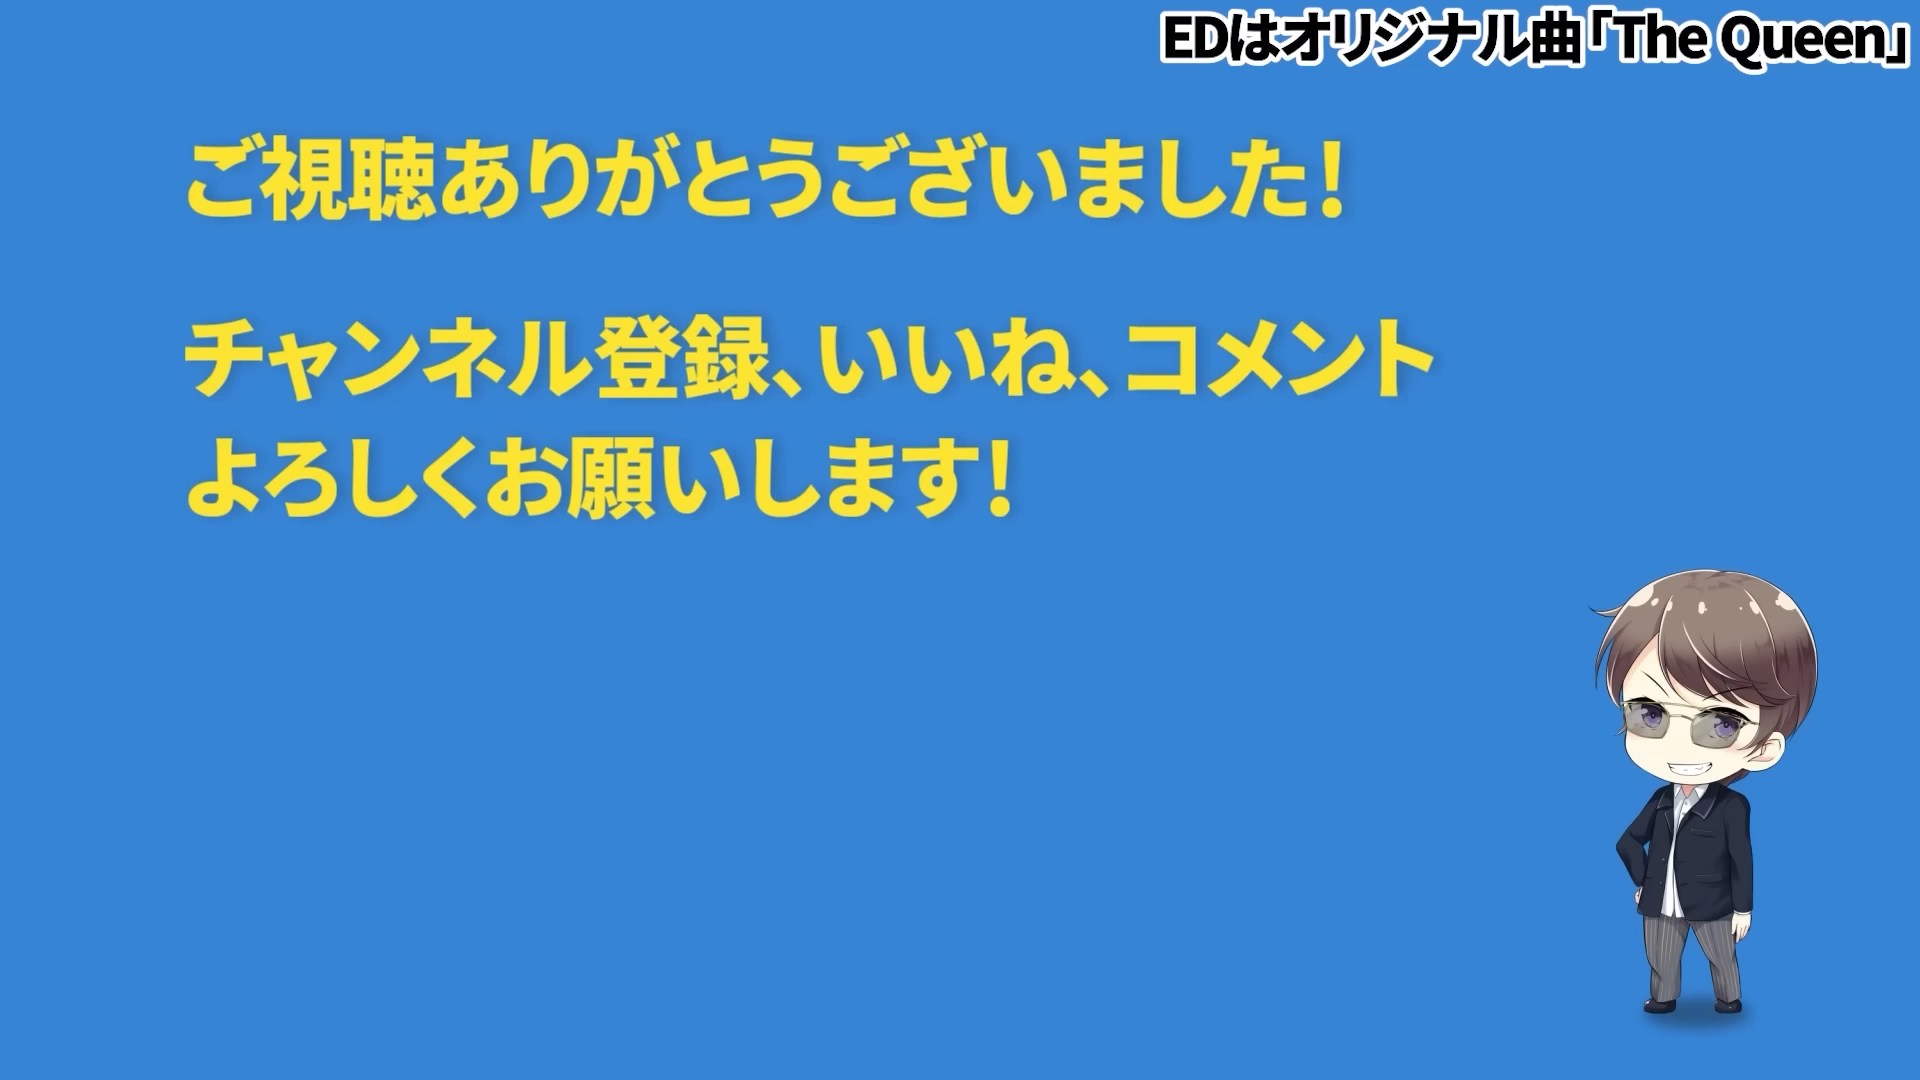 EDはオリジナル曲「The Queen」
ご視聴ありがとうございました!
チャンネル登録、いいね、コメント
よろしくお願いします!